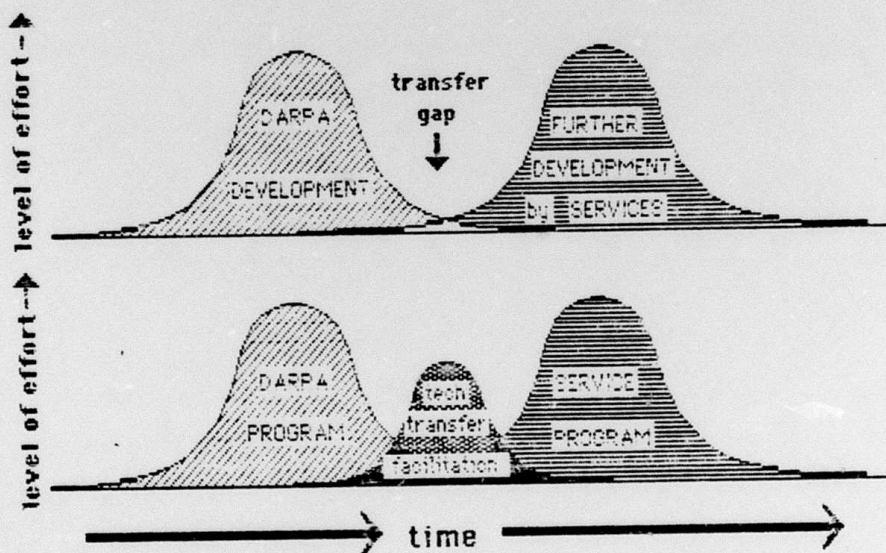 level of effort
transfer
gap
DARPA
DEVELOPMENT
FURTHER
DEVELOPMENT
by SERVICES
level of effort
DARPA
PROGRAM
tech
transfer
facilitation
SERVICE
PROGRAM
time